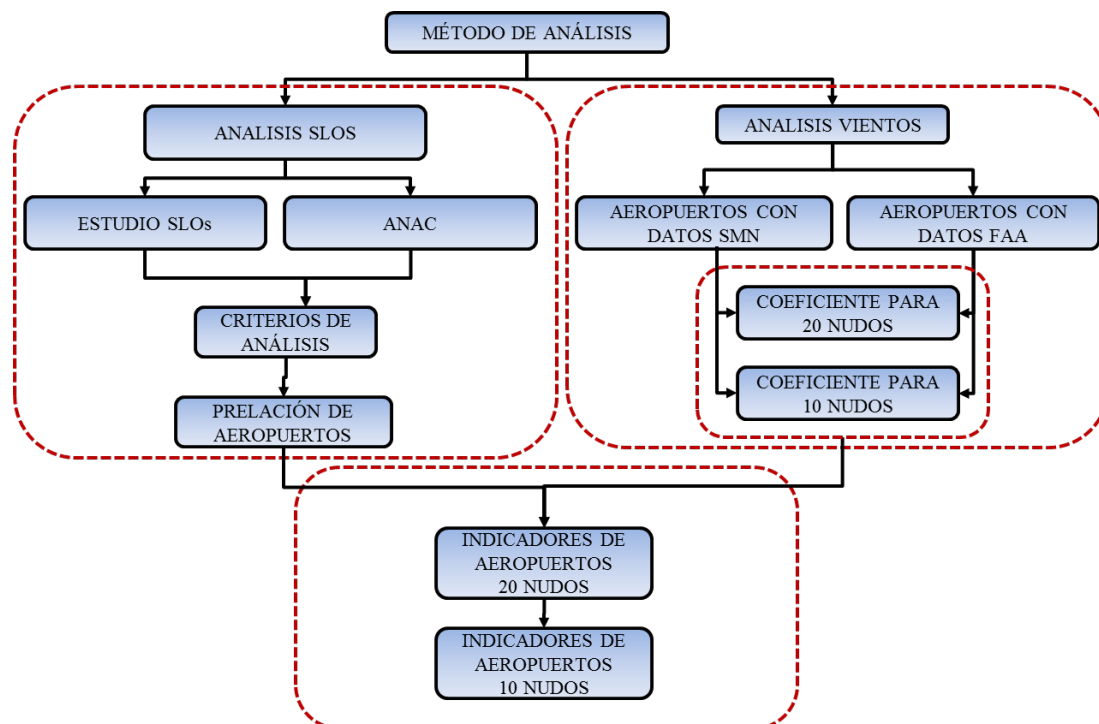 MÉTODO DE ANÁLISIS
ANALISIS SLOS
ANALISIS VIENTOS
ESTUDIO SLOs
ANAC
AEROPUERTOS CON
DATOS SMN
AEROPUERTOS CON
DATOS FAA
CRITERIOS DE
ANÁLISIS
PRELACIÓN DE
AEROPUERTOS
COEFICIENTE PARA
20 NUDOS
COEFICIENTE PARA
10 NUDOS
INDICADORES DE
AEROPUERTOS
20 NUDOS
INDICADORES DE
AEROPUERTOS
10 NUDOS